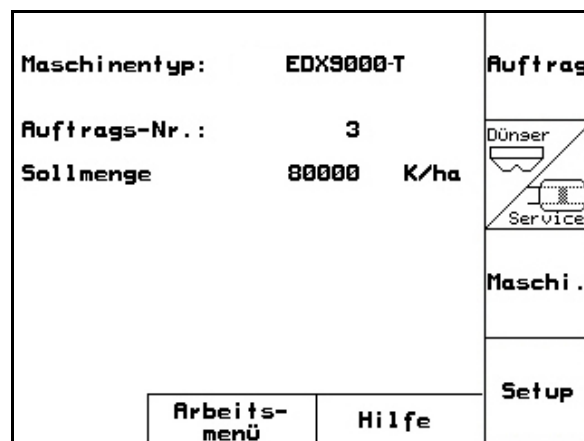 Maschinentyp: EDX9000-T
Auftrags-Nr.: 3
Sollmenge 80000 K/ha
Auftrag
Dünger
Service
Maschi.
Setup
Arbeits-
menü
Hilfe